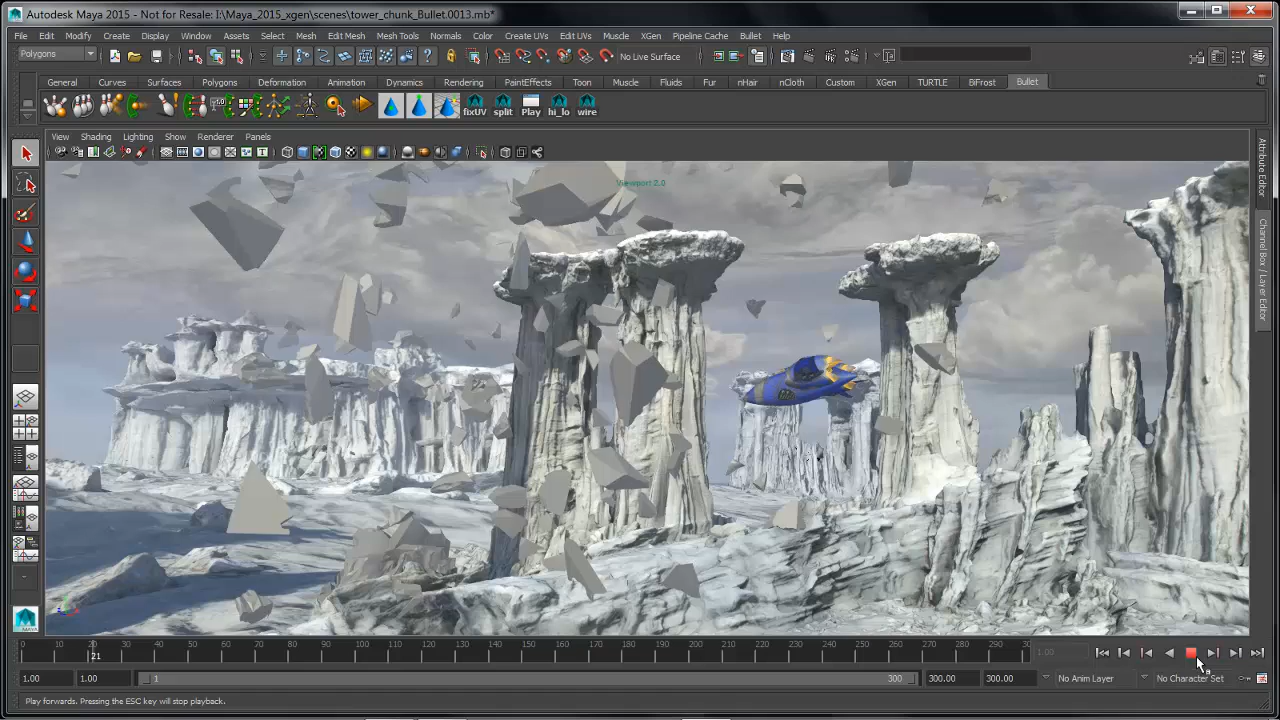 Autodesk Maya 2015 - Not for Resale: I:\Maya_2015_xgen\scenes\tower_chunk_Bullet.0013.mb*
File Edit Modify Create Display Window Assets Select Mesh Edit Mesh Mesh Tools Normals Color Create UVs Edit UVs Muscle XGen Pipeline Cache Bullet Help
Polygons No Live Surface
General Curves Surfaces Polygons Deformation Animation Dynamics Rendering PaintEffects Toon Muscle Fluids Fur nHair nCloth Custom XGen TURTLE BiFrost Bullet
fixUV split Play hi_lo wire
View Shading Lighting Show Renderer Panels
Viewport 2.0
Attribute Editor
Channel Box / Layer Editor
MAYA
0 10 20 30 40 50 60 70 80 90 100 110 120 130 140 150 160 170 180 190 200 210 220 230 240 250 260 270 280 290 30
21
1.00
1.00 1.00 1 300 300.00 300.00 No Anim Layer No Character Set
Play forwards. Pressing the ESC key will stop playback.